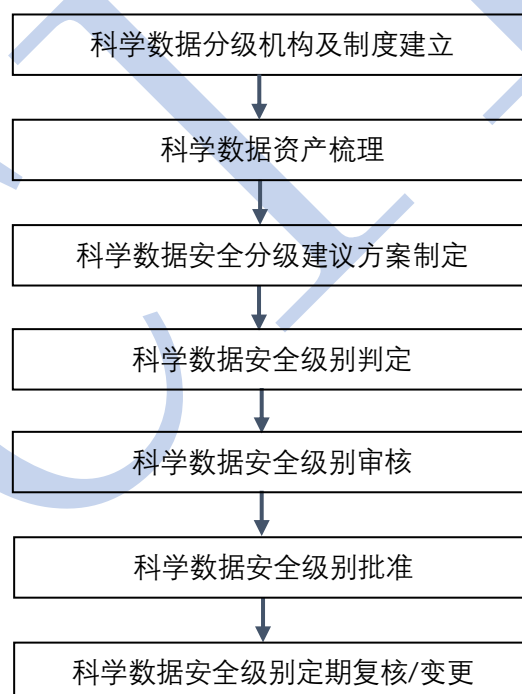 科学数据分级机构及制度建立
科学数据资产梳理
科学数据安全分级建议方案制定
科学数据安全级别判定
科学数据安全级别审核
科学数据安全级别批准
科学数据安全级别定期复核/变更